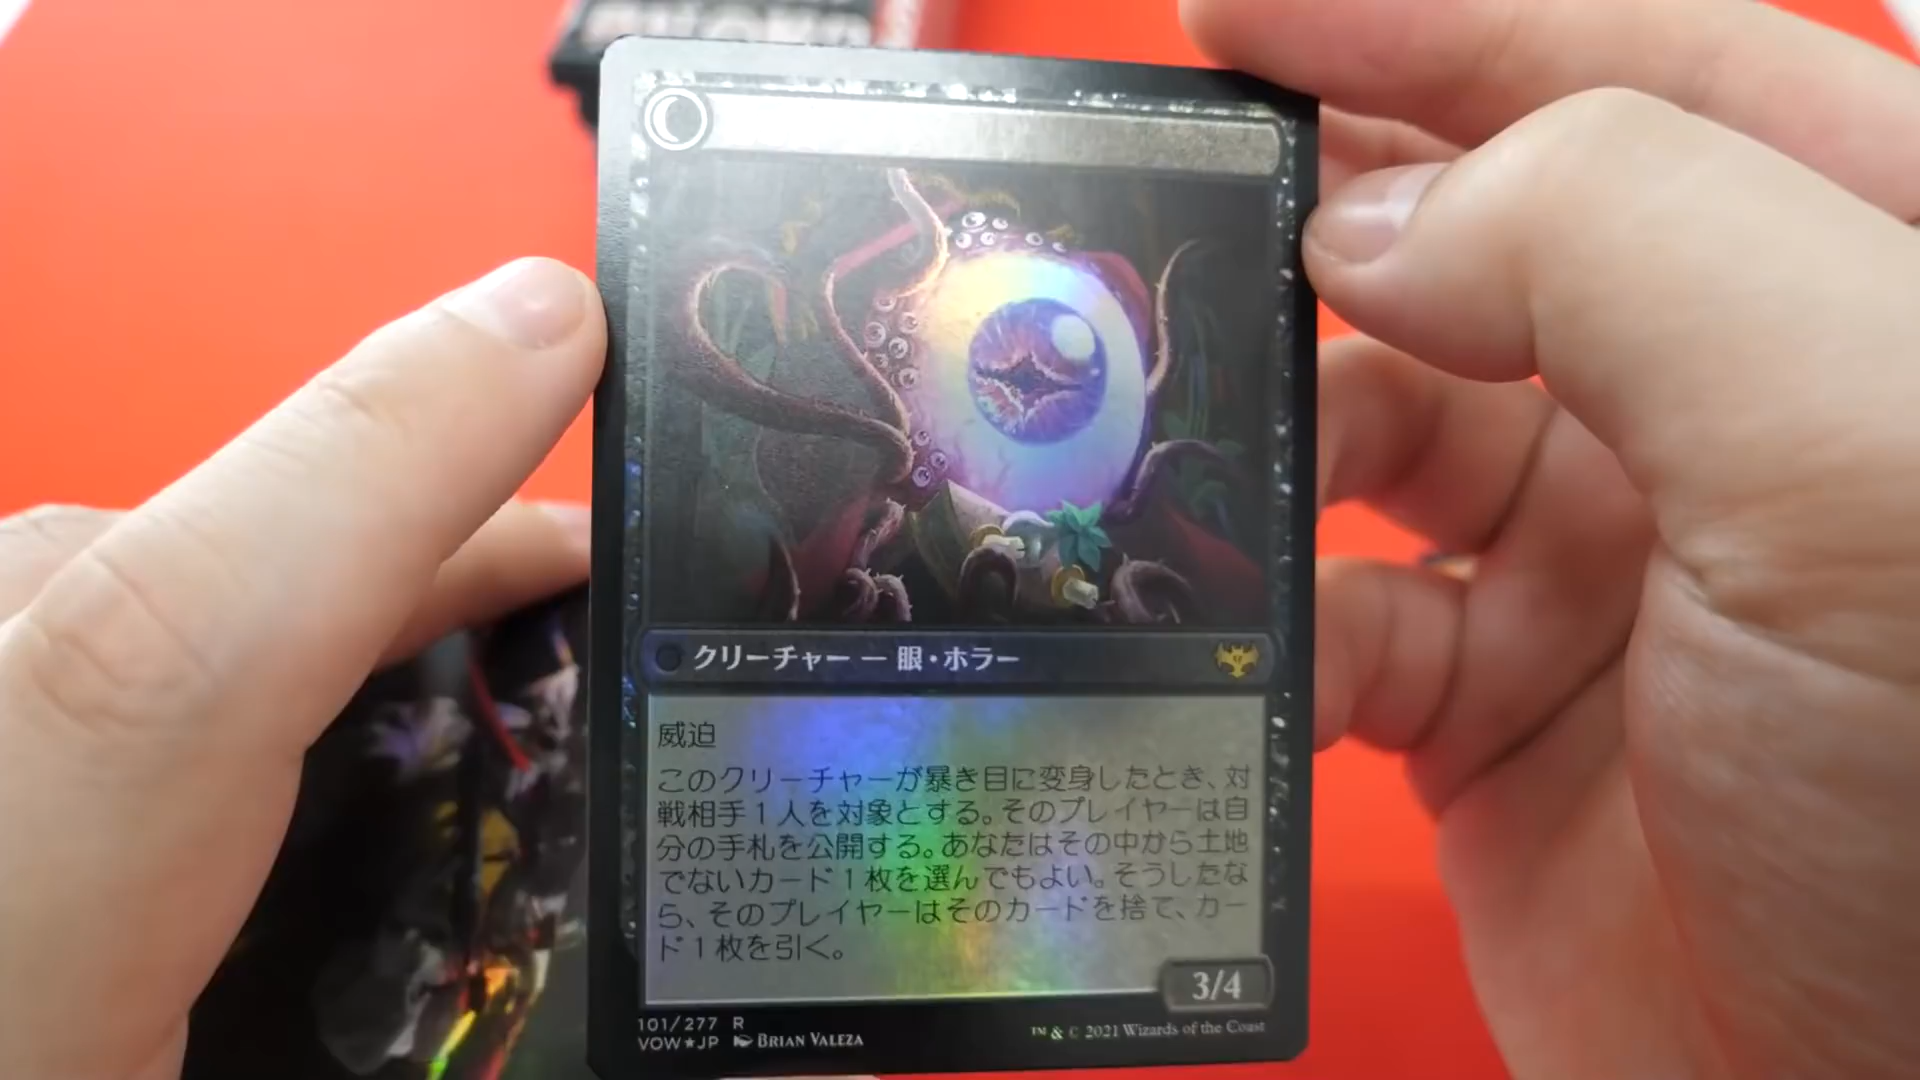 クリーチャー — 眼・ホラー
威迫
このクリーチャーが暴き目に変身したとき、対
戦相手1人を対象とする。そのプレイヤーは自
分の手札を公開する。あなたはその中から土地
でないカード1枚を選んでもよい。そうしたな
ら、そのプレイヤーはそのカードを捨て、カー
ド1枚を引く。
3/4
101/277 R
VOW★JP BRIAN VALEZA
™ & © 2021 Wizards of the Coast